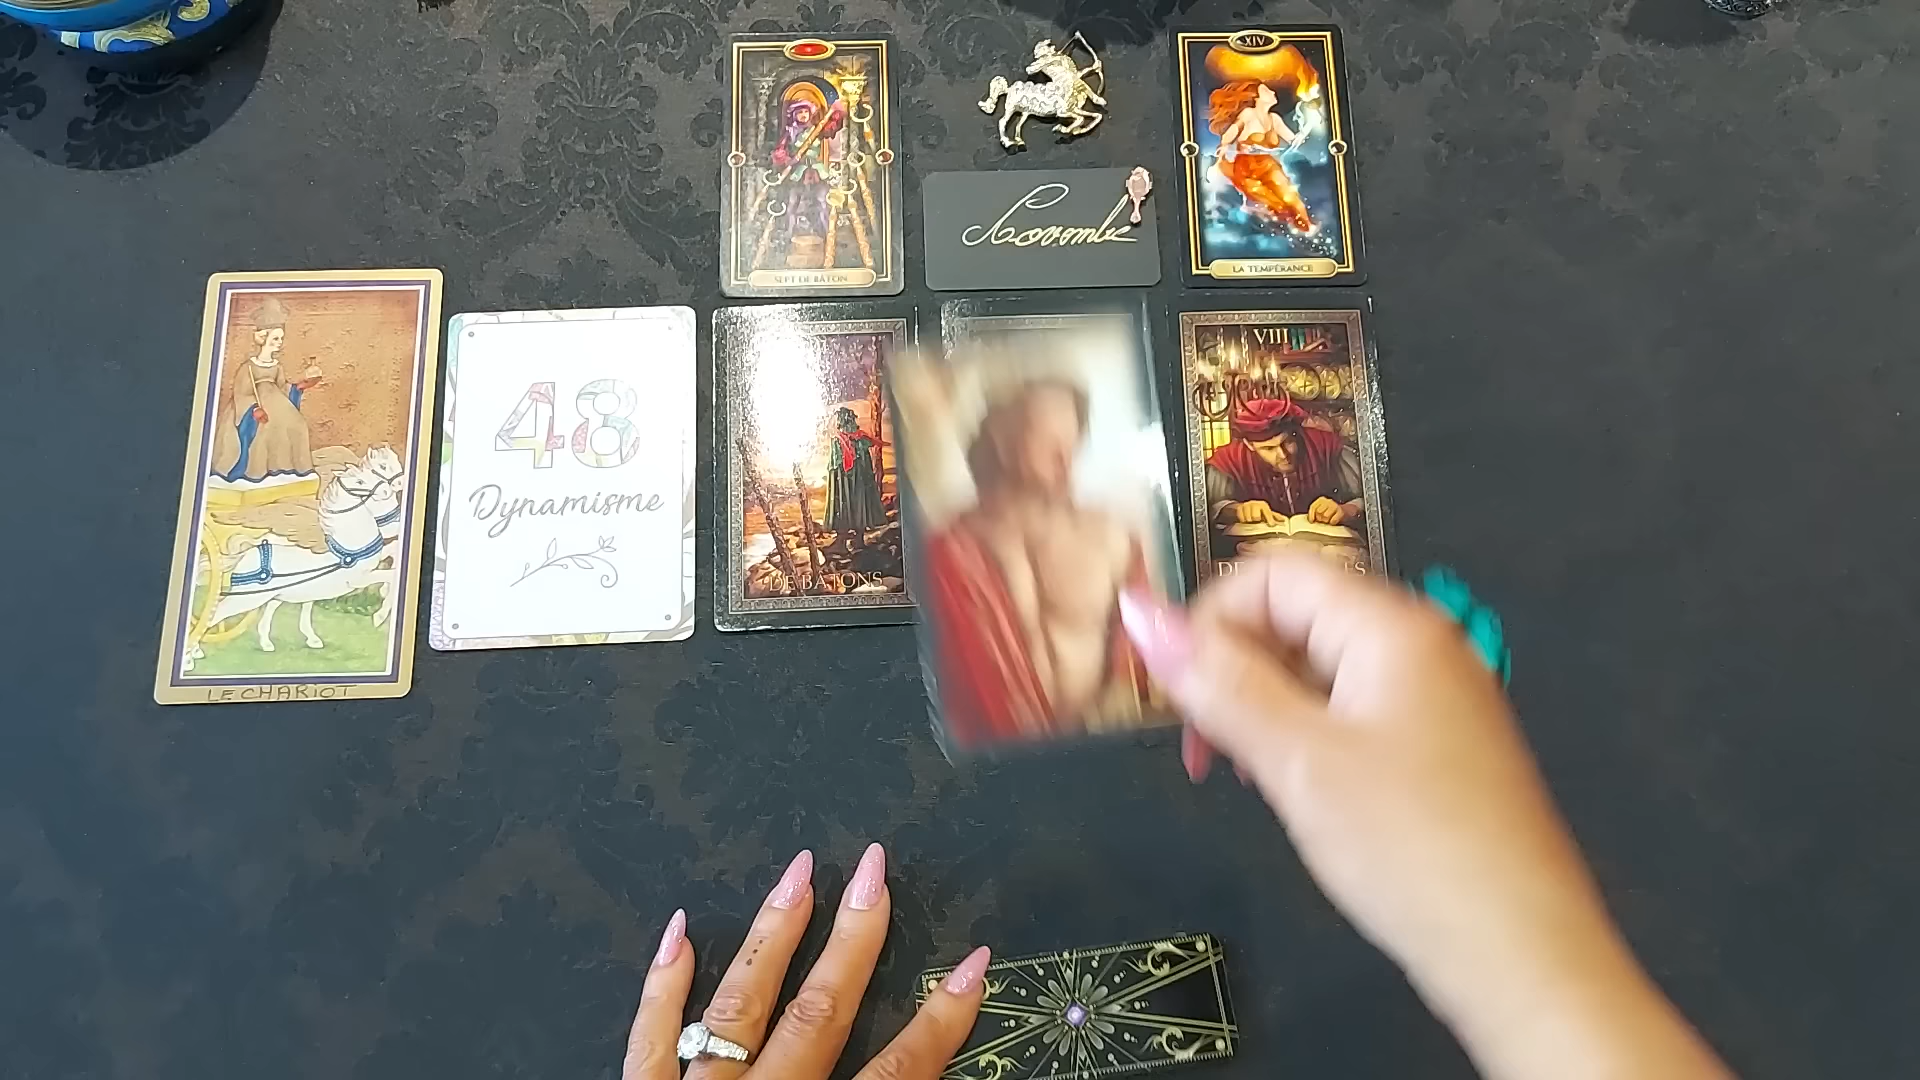 XIV
SEPT DE BÂTON
Novembre
LA TEMPÉRANCE
VIII
48
Dynamisme
DE BÂTONS
LE CHARIOT